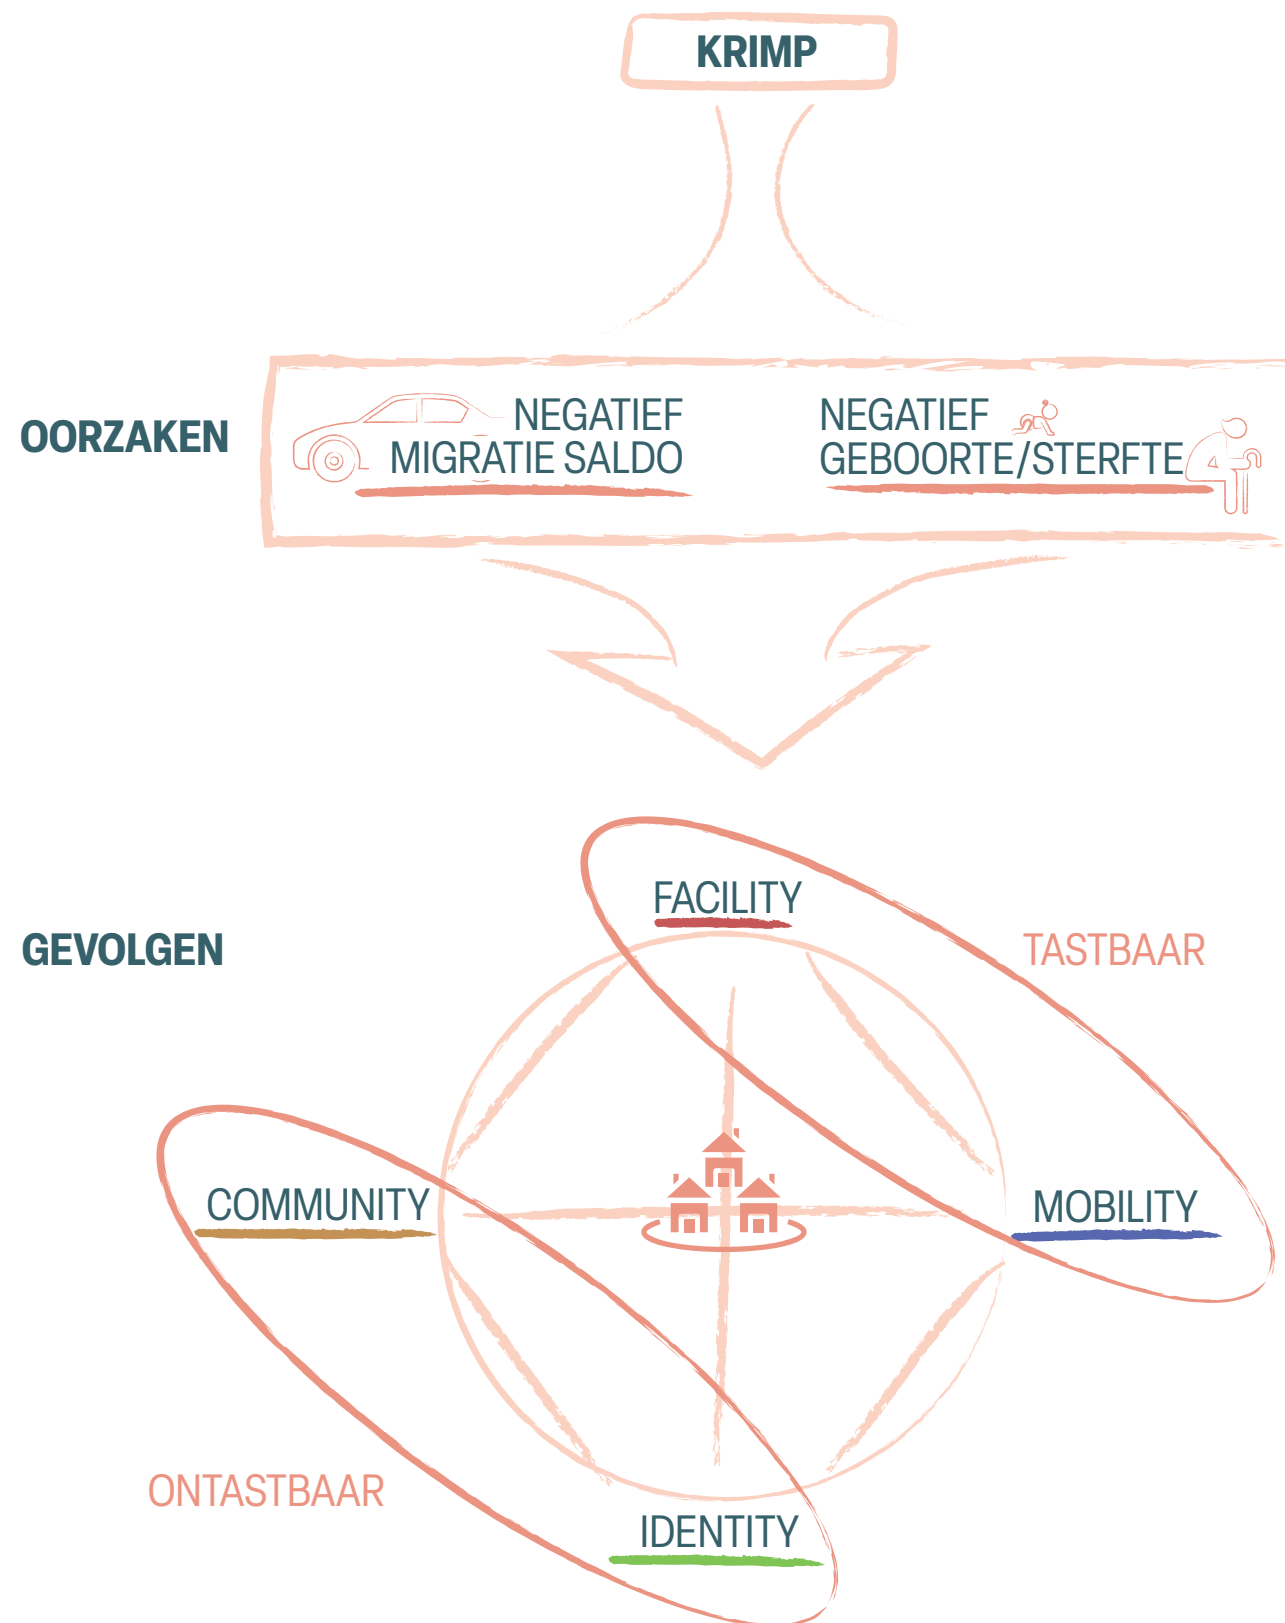 KRIMP
OORZAKEN
NEGATIEF
MIGRATIE SALDO
NEGATIEF
GEBOORTE/STERFTE
GEVOLGEN
FACILITY
TASTBAAR
COMMUNITY
MOBILITY
ONTASTBAAR
IDENTITY